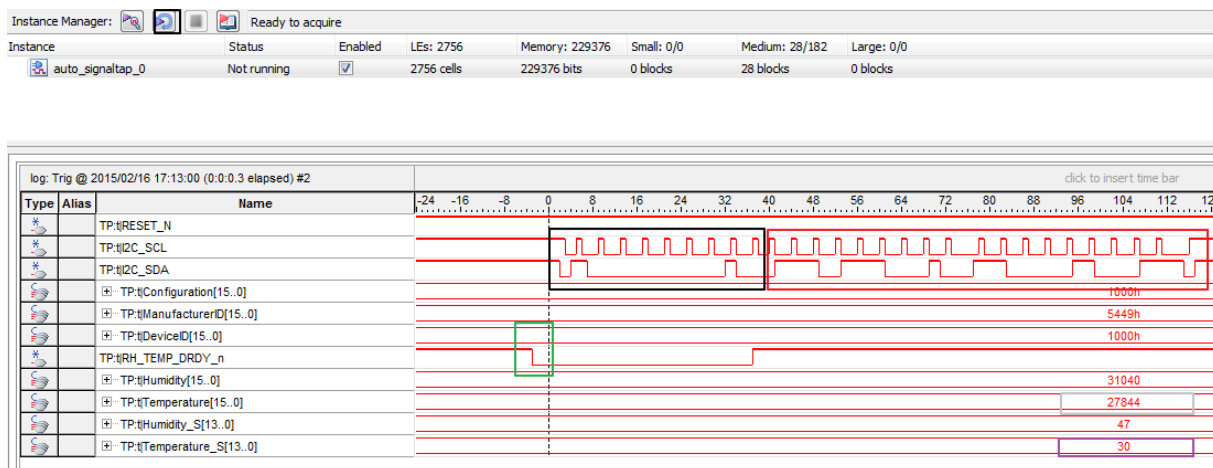 Instance Manager: Ready to acquire
Instance Status Enabled LEs: 2756 Memory: 229376 Small: 0/0 Medium: 28/182 Large: 0/0
auto_signaltap_0 Not running 2756 cells 229376 bits 0 blocks 28 blocks 0 blocks
log: Trig @ 2015/02/16 17:13:00 (0:0:0.3 elapsed) #2 click to insert time bar
Type Alias Name -24 -16 -8 0 8 16 24 32 40 48 56 64 72 80 88 96 104 112 12
TP:t|RESET_N
TP:t|I2C_SCL
TP:t|I2C_SDA
TP:t|Configuration[15..0] 1000h
TP:t|ManufacturerID[15..0] 5449h
TP:t|DeviceID[15..0] 1000h
TP:t|RH_TEMP_DRDY_n
TP:t|Humidity[15..0] 31040
TP:t|Temperature[15..0] 27844
TP:t|Humidity_S[13..0] 47
TP:t|Temperature_S[13..0] 30